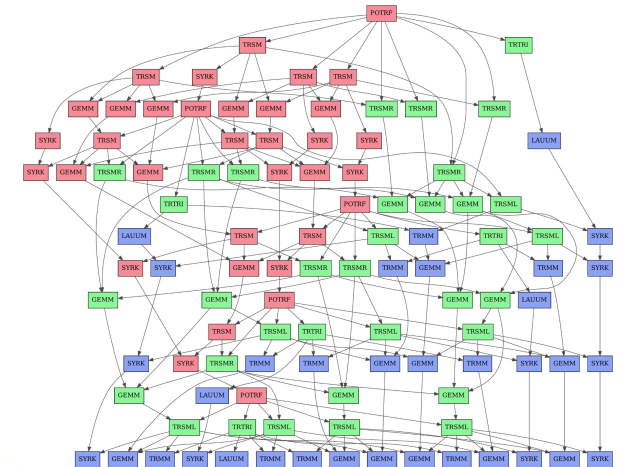 POTRF
TRSM TRTRI
TRSM SYRK TRSM TRSM
GEMM GEMM GEMM POTRF GEMM GEMM GEMM TRSMR TRSMR TRSMR
SYRK TRSM TRSM TRSM SYRK SYRK LAUUM
SYRK GEMM TRSMR GEMM TRSMR TRSMR SYRK GEMM SYRK TRSMR
TRTRI POTRF GEMM GEMM GEMM TRSML
LAUUM TRSM TRSM TRSML TRMM TRTRI TRSML SYRK
SYRK SYRK GEMM SYRK TRSMR TRSMR TRMM GEMM TRMM SYRK
GEMM GEMM POTRF GEMM GEMM LAUUM
TRSM TRSML TRTRI TRSML TRSML
SYRK SYRK TRSMR TRMM TRMM GEMM GEMM TRMM SYRK GEMM SYRK
GEMM LAUUM POTRF GEMM GEMM
TRSML TRTRI TRSML TRSML TRSML
SYRK GEMM TRMM SYRK LAUUM TRMM TRMM GEMM GEMM GEMM TRMM GEMM SYRK GEMM SYRK